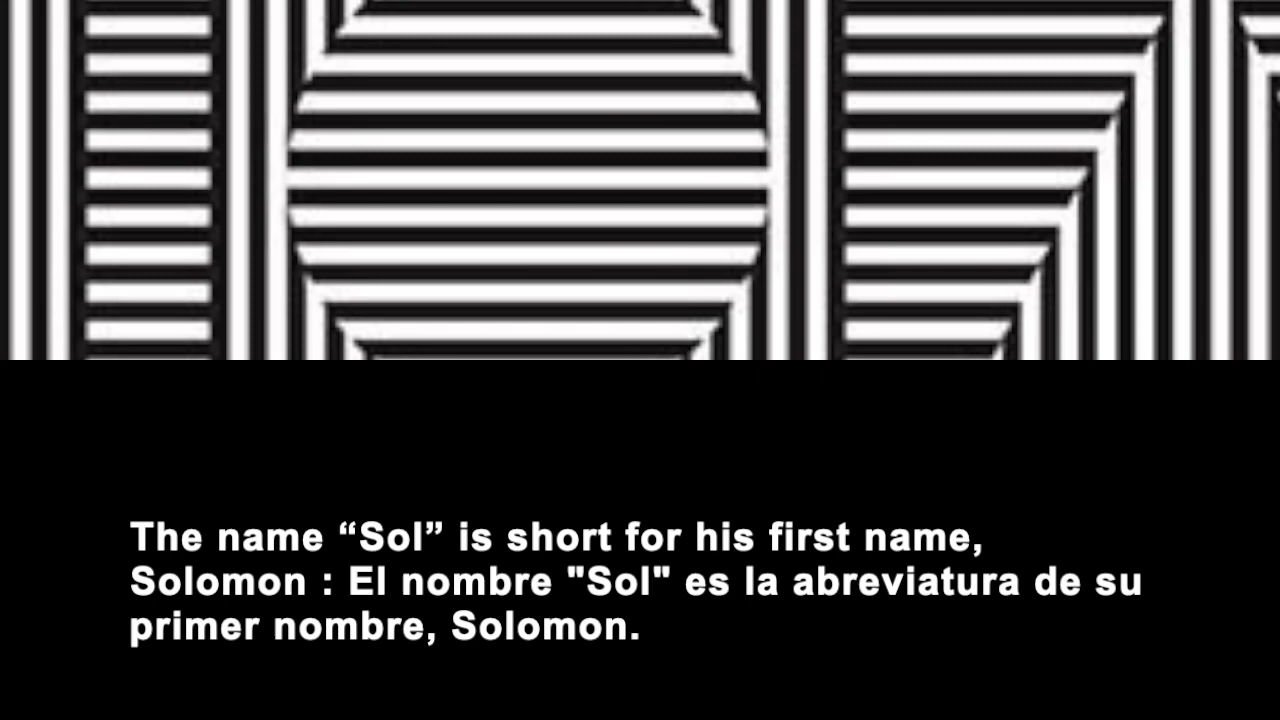 The name “Sol” is short for his first name,
Solomon : El nombre "Sol" es la abreviatura de su
primer nombre, Solomon.